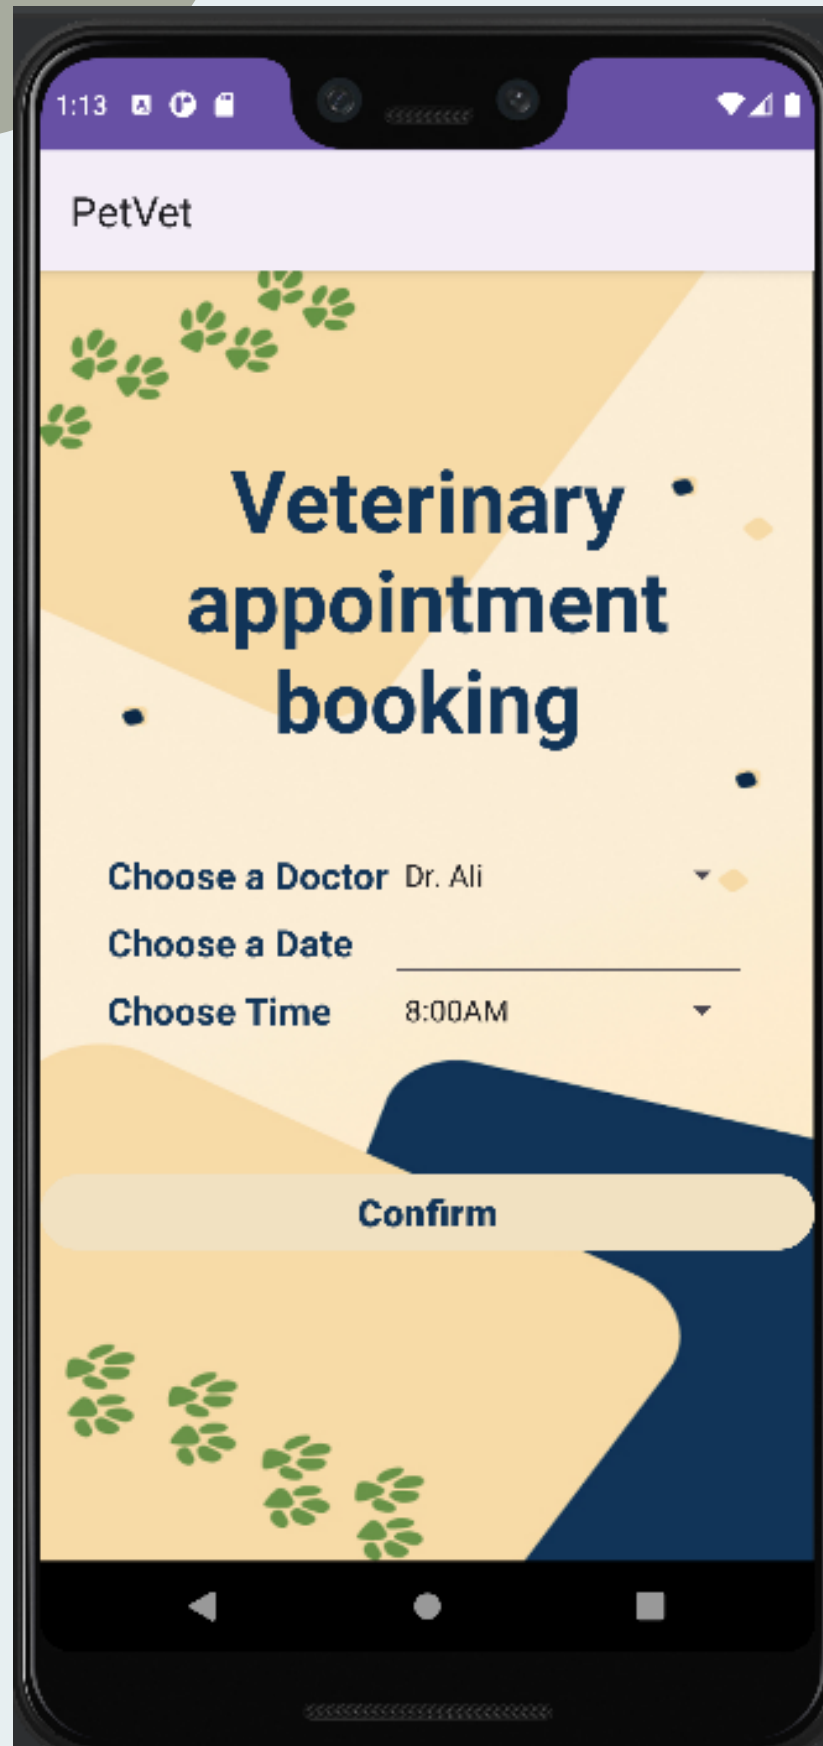 1:13
PetVet
Veterinary
appointment
booking
Choose a Doctor Dr. Ali
Choose a Date
Choose Time 8:00AM
Confirm